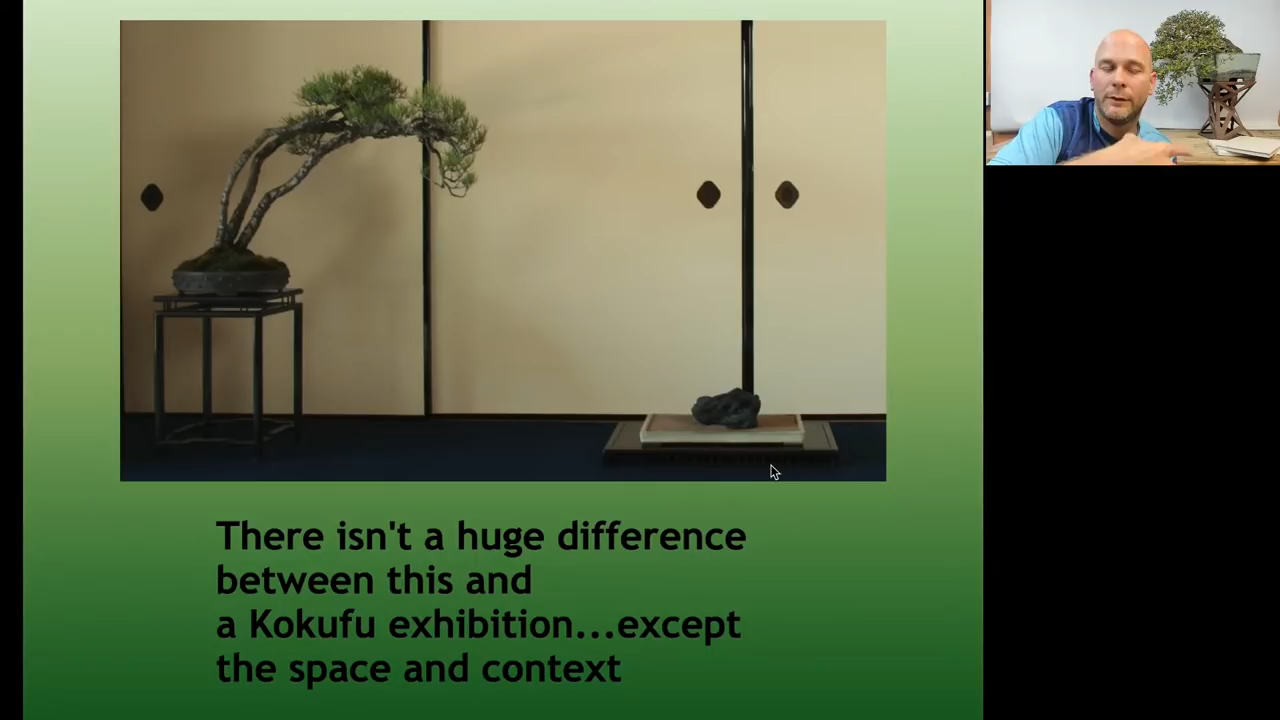 There isn't a huge difference
between this and
a Kokufu exhibition...except
the space and context